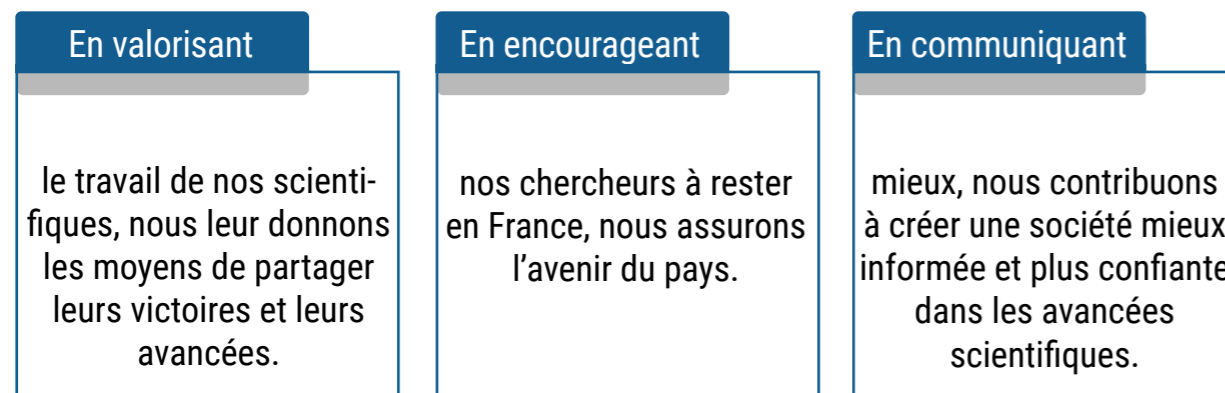 En valorisant
le travail de nos scienti-
fiques, nous leur donnons
les moyens de partager
leurs victoires et leurs
avancées.
En encourageant
nos chercheurs à rester
en France, nous assurons
l'avenir du pays.
En communiquant
mieux, nous contribuons
à créer une société mieux
informée et plus confiante
dans les avancées
scientifiques.